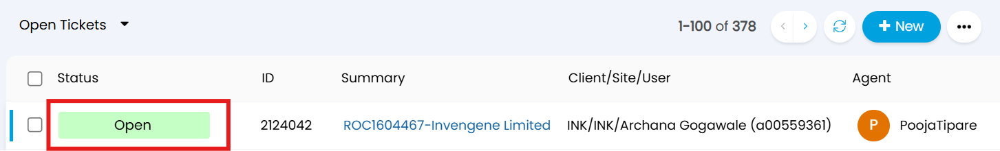 Open Tickets 1-100 of 378 New
Status ID Summary Client/Site/User Agent
Open 2124042 ROC1604467-Invengene Limited INK/INK/Archana Gogawale (a00559361) P PoojaTipare